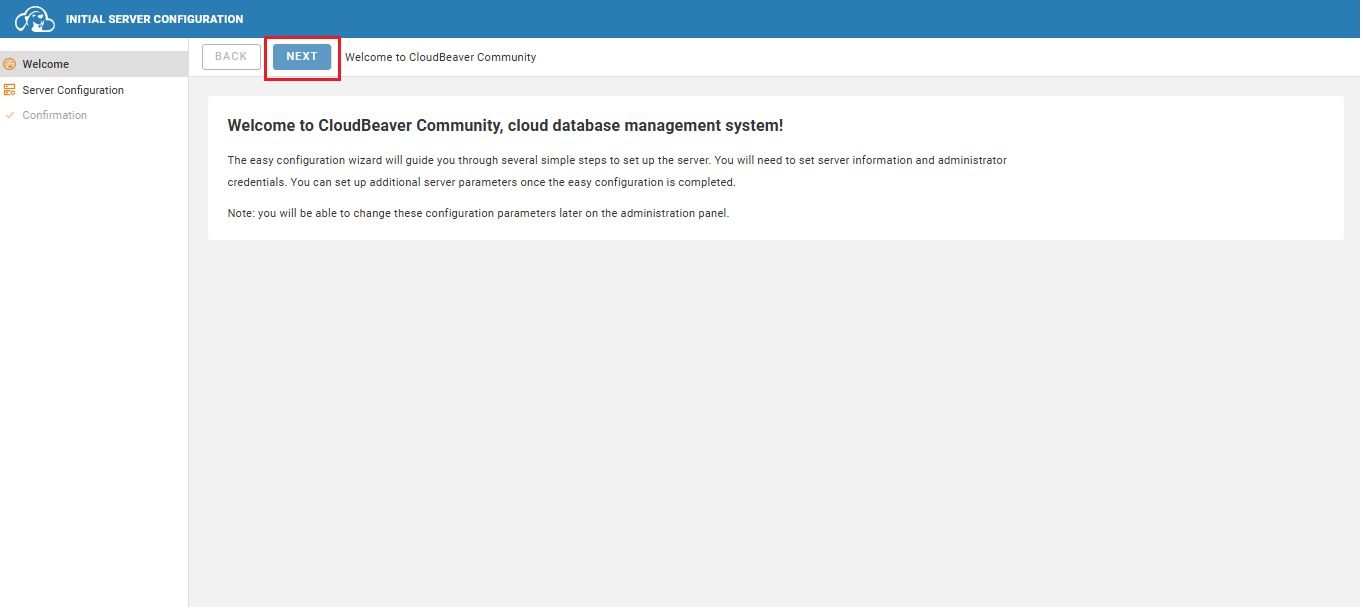 INITIAL SERVER CONFIGURATION
Welcome
Server Configuration
Confirmation
BACK
NEXT
Welcome to CloudBeaver Community
Welcome to CloudBeaver Community, cloud database management system!
The easy configuration wizard will guide you through several simple steps to set up the server. You will need to set server information and administrator
credentials. You can set up additional server parameters once the easy configuration is completed.
Note: you will be able to change these configuration parameters later on the administration panel.